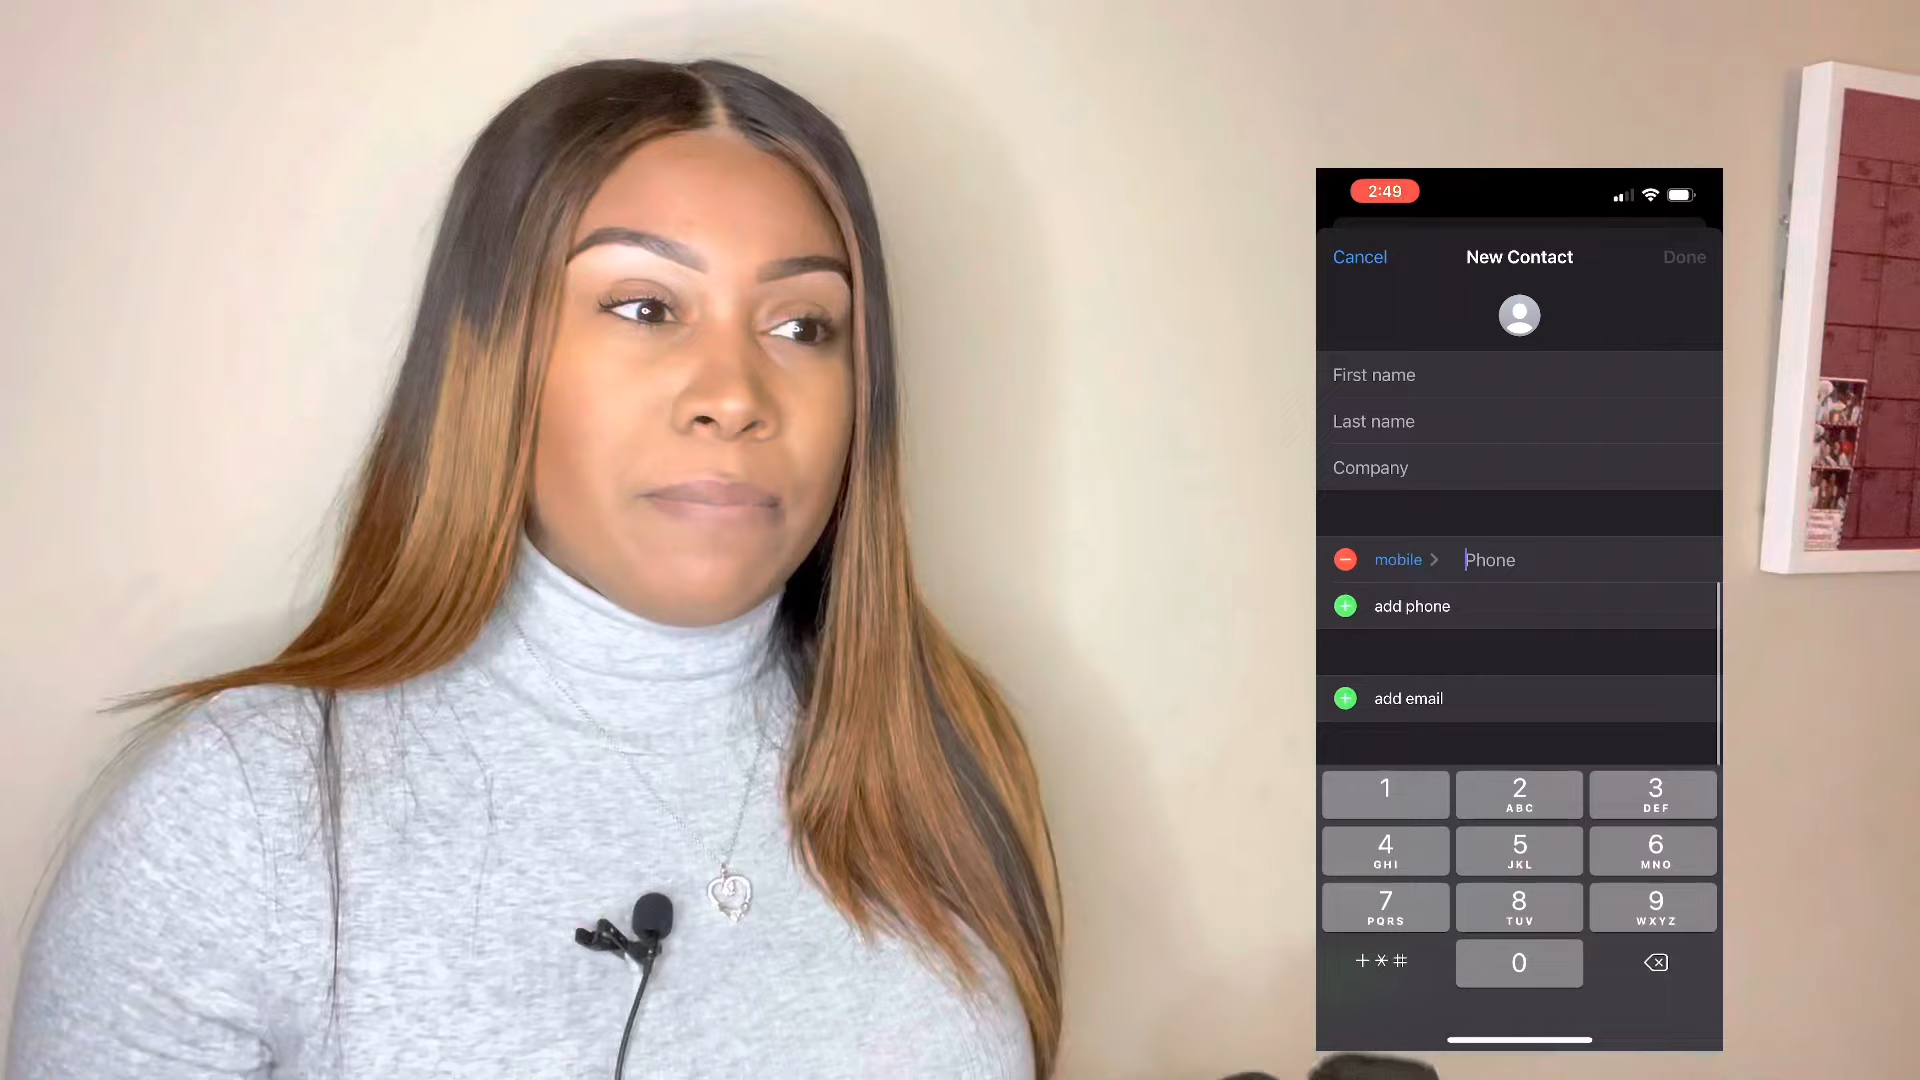 2:49
Cancel New Contact Done
First name
Last name
Company
mobile Phone
add phone
add email
1 2 3
ABC DEF
4 5 6
GHI JKL MNO
7 8 9
PQRS TUV WXYZ
+*# 0